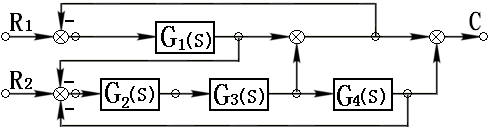 R₁ − G₁(s) C
R₂ − − G₂(s) G₃(s) G₄(s)